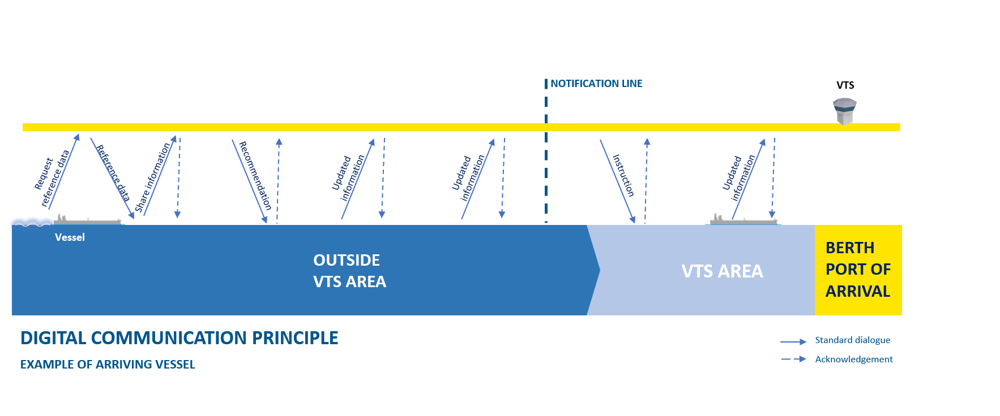 NOTIFICATION LINE
VTS
Request
reference data
Reference data
Share information
Recommendation
Updated
information
Updated
information
Instruction
Updated
information
Vessel
OUTSIDE
VTS AREA
VTS AREA
BERTH
PORT OF
ARRIVAL
DIGITAL COMMUNICATION PRINCIPLE
EXAMPLE OF ARRIVING VESSEL
Standard dialogue
Acknowledgement